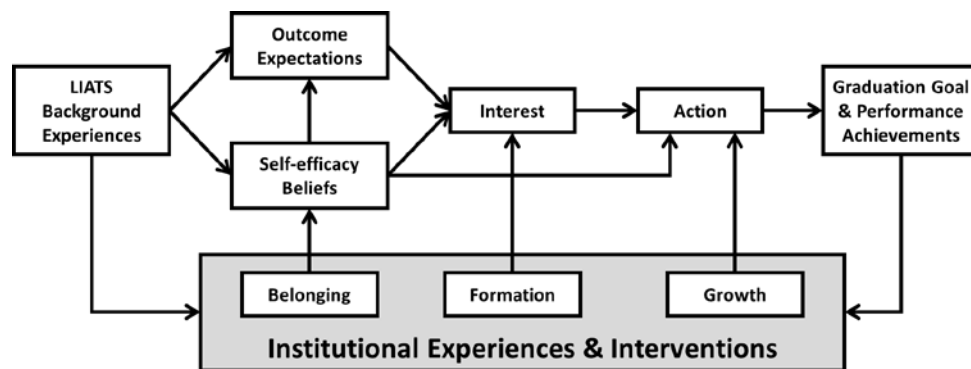 Outcome
Expectations
LIATS
Background
Experiences
Interest
Action
Graduation Goal
& Performance
Achievements
Self-efficacy
Beliefs
Belonging
Formation
Growth
Institutional Experiences & Interventions